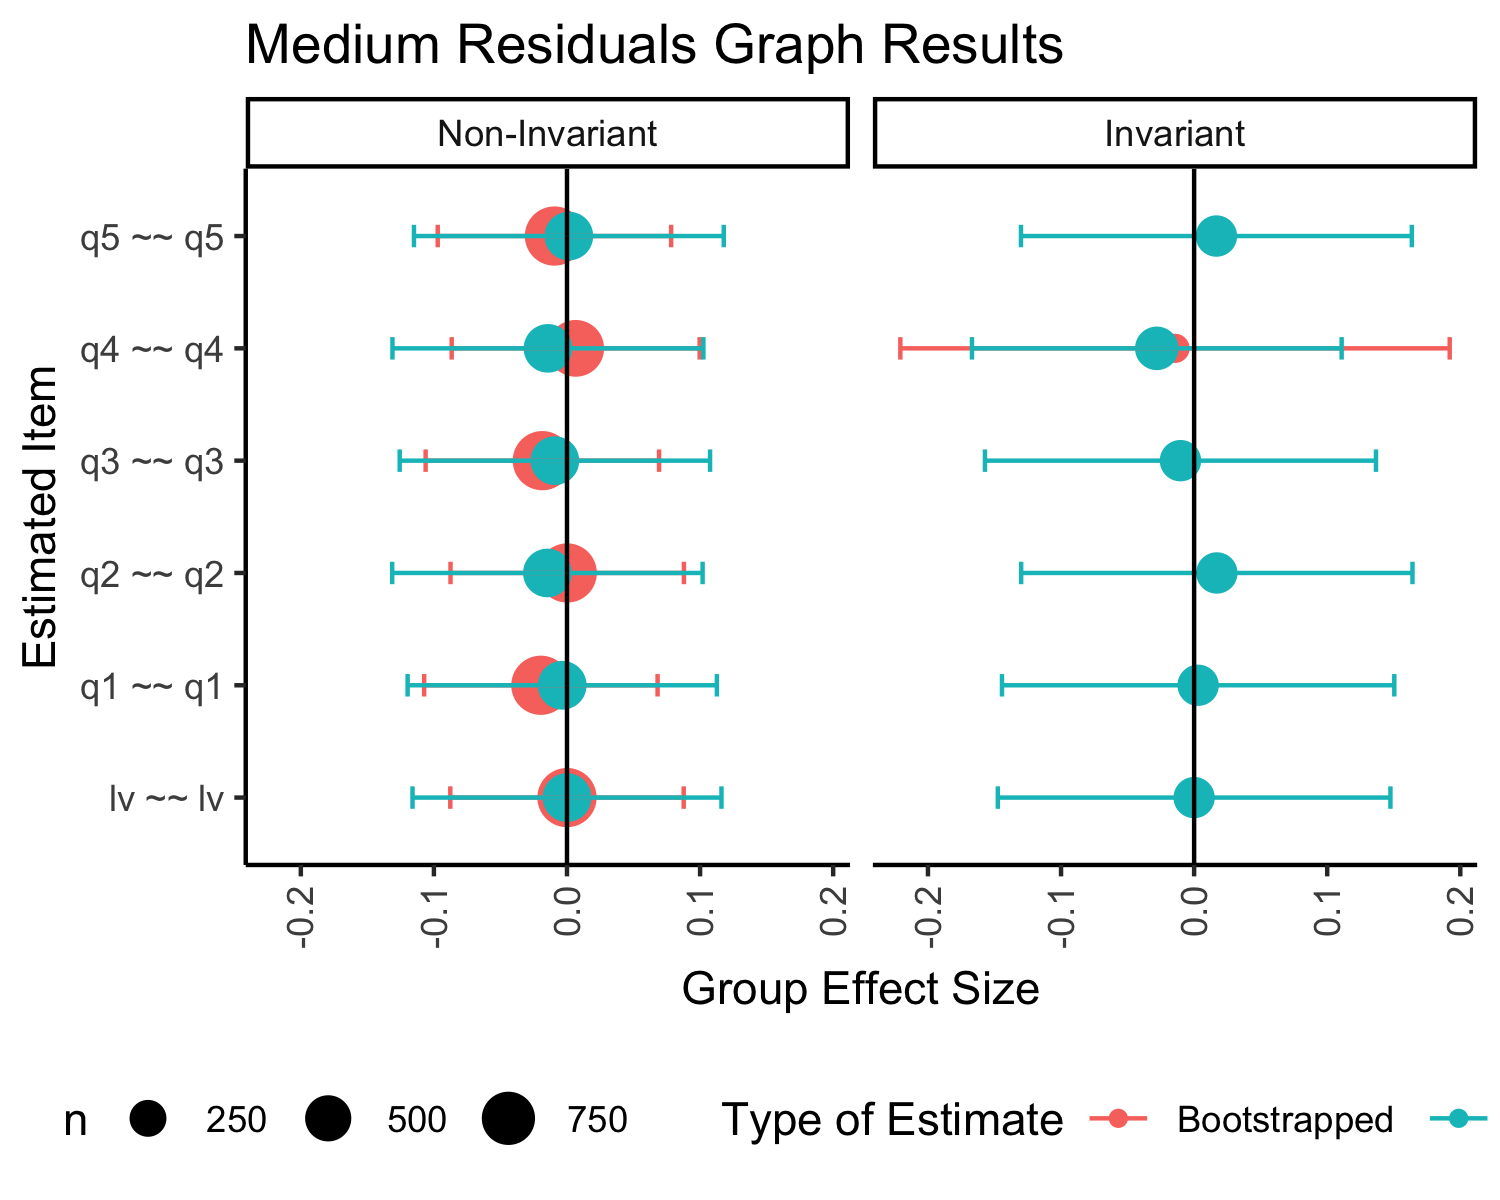 Medium Residuals Graph Results
Non-Invariant
Invariant
Estimated Item
q5 ~~ q5
q4 ~~ q4
q3 ~~ q3
q2 ~~ q2
q1 ~~ q1
lv ~~ lv
-0.2 -0.1 0.0 0.1 0.2
-0.2 -0.1 0.0 0.1 0.2
Group Effect Size
n 250 500 750
Type of Estimate Bootstrapped